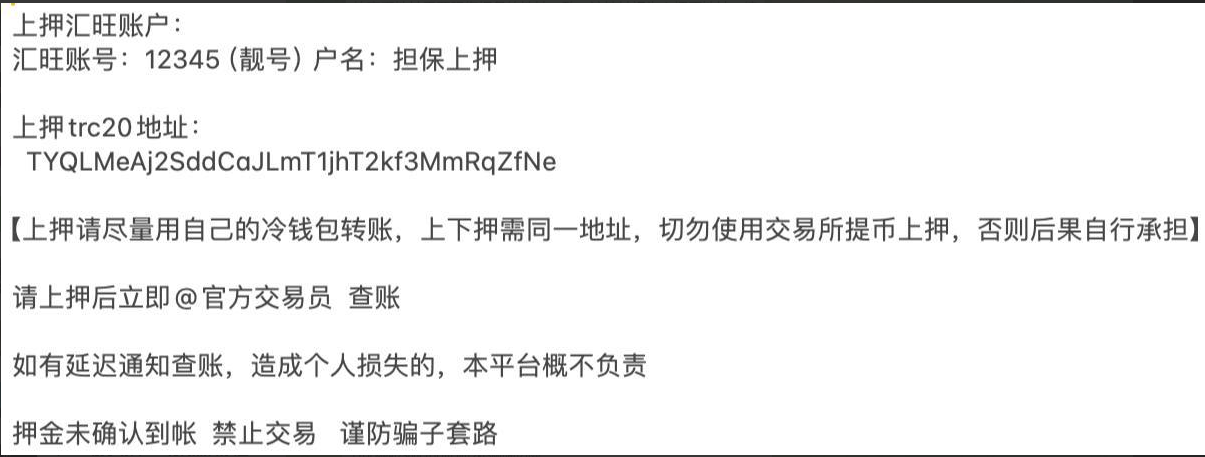 上押汇旺账户：
汇旺账号：12345（靓号）户名：担保上押
上押trc20地址：
TYQLMeAj2SddCaJLmT1jhT2kf3MmRqZfNe
【上押请尽量用自己的冷钱包转账，上下押需同一地址，切勿使用交易所提币上押，否则后果自行承担】
请上押后立即@官方交易员 查账
如有延迟通知查账，造成个人损失的，本平台概不负责
押金未确认到帐 禁止交易 谨防骗子套路